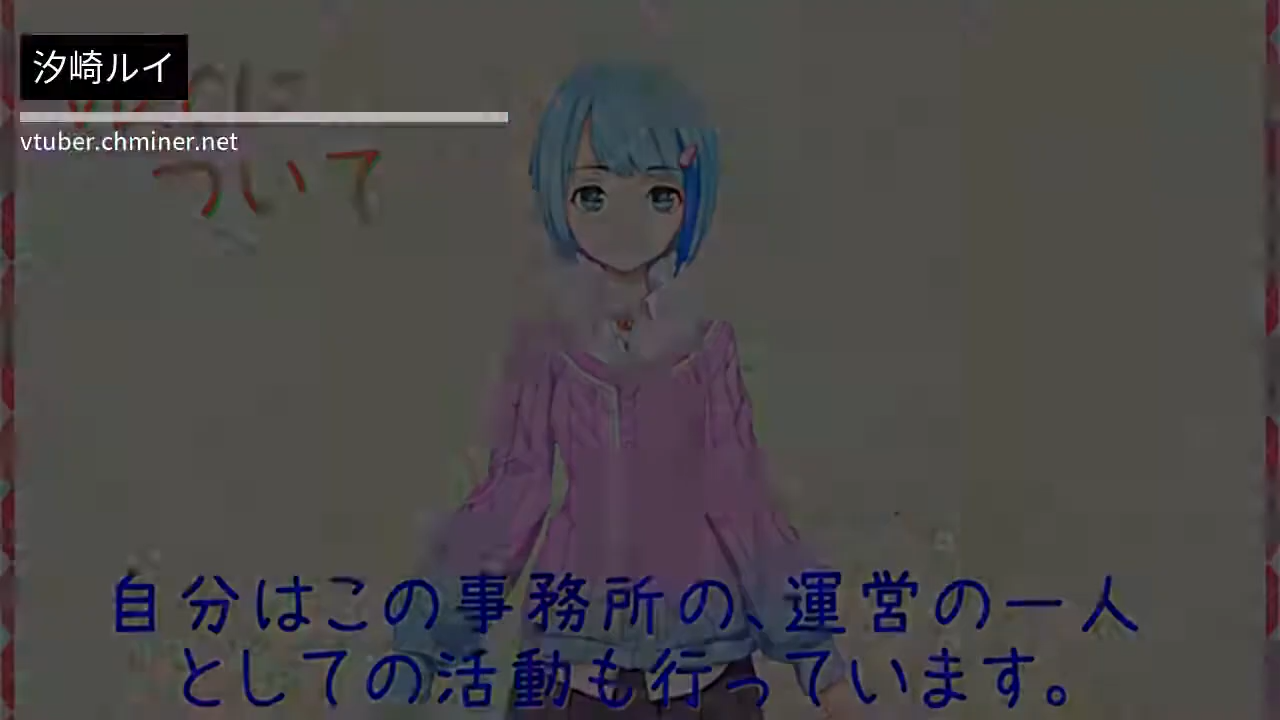 汐崎ルイ
vtuber.chminer.net
ついて
自分はこの事務所の、運営の一人
としての活動も行っています。